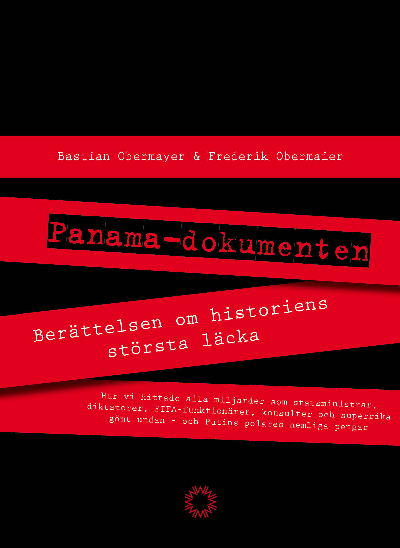 Bastian Obermayer & Frederik Obermaier
Panama-dokumenten
Berättelsen om historiens
största läcka
Hur vi hittade alla miljarder som statsministrar,
diktatorer, FIFA-funktionärer, konsulter och superrika
gömt undan – och Putins polares hemliga pengar